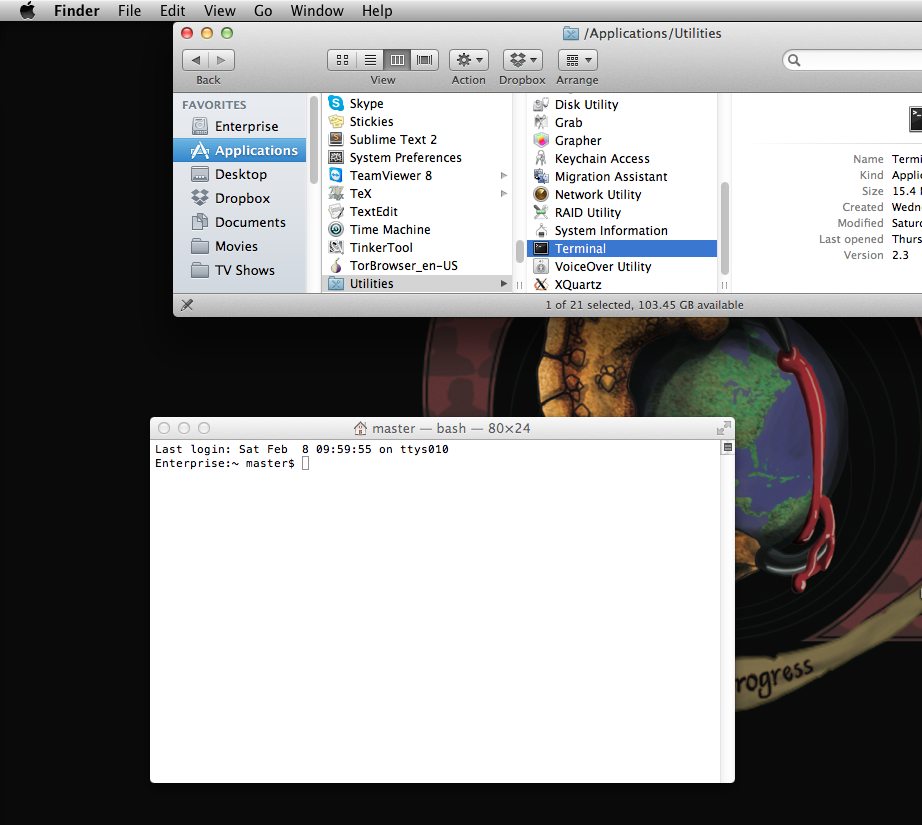 Finder File Edit View Go Window Help
/Applications/Utilities
Back View Action Dropbox Arrange
FAVORITES
Enterprise
Applications
Desktop
Dropbox
Documents
Movies
TV Shows
Skype
Stickies
Sublime Text 2
System Preferences
TeamViewer 8
TeX
TextEdit
Time Machine
TinkerTool
TorBrowser_en-US
Utilities
Disk Utility
Grab
Grapher
Keychain Access
Migration Assistant
Network Utility
RAID Utility
System Information
Terminal
VoiceOver Utility
XQuartz
Name Termi
Kind Applic
Size 15.4
Created Wedn
Modified Satur
Last opened Thurs
Version 2.3
1 of 21 selected, 103.45 GB available
master — bash — 80×24
Last login: Sat Feb  8 09:59:55 on ttys010
Enterprise:~ master$
rogress